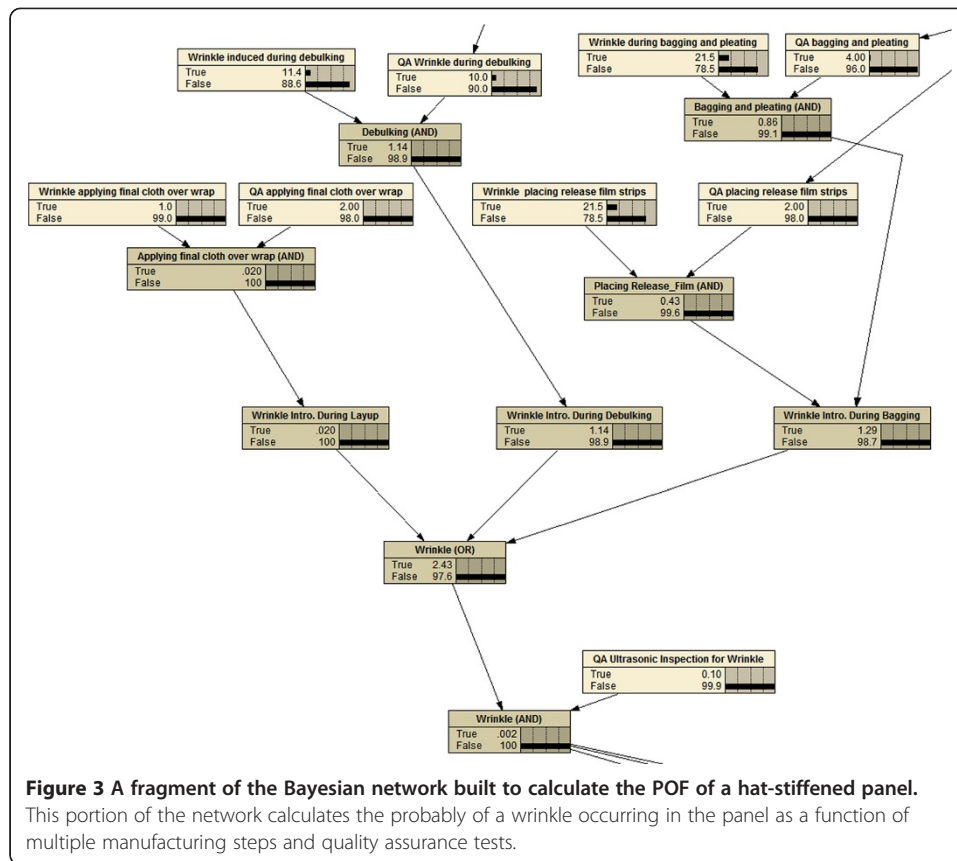 Wrinkle induced during debulking
True 11.4
False 88.6
QA Wrinkle during debulking
True 10.0
False 90.0
Wrinkle during bagging and pleating
True 21.5
False 78.5
QA bagging and pleating
True 4.00
False 96.0
Debulking (AND)
True 1.14
False 98.9
Bagging and pleating (AND)
True 0.86
False 99.1
Wrinkle applying final cloth over wrap
True 1.0
False 99.0
QA applying final cloth over wrap
True 2.00
False 98.0
Wrinkle placing release film strips
True 21.5
False 78.5
QA placing release film strips
True 2.00
False 98.0
Applying final cloth over wrap (AND)
True .020
False 100
Placing Release_Film (AND)
True 0.43
False 99.6
Wrinkle Intro. During Layup
True .020
False 100
Wrinkle Intro. During Debulking
True 1.14
False 98.9
Wrinkle Intro. During Bagging
True 1.29
False 98.7
Wrinkle (OR)
True 2.43
False 97.6
QA Ultrasonic Inspection for Wrinkle
True 0.10
False 99.9
Wrinkle (AND)
True .002
False 100
Figure 3 A fragment of the Bayesian network built to calculate the POF of a hat-stiffened panel.
This portion of the network calculates the probably of a wrinkle occurring in the panel as a function of
multiple manufacturing steps and quality assurance tests.